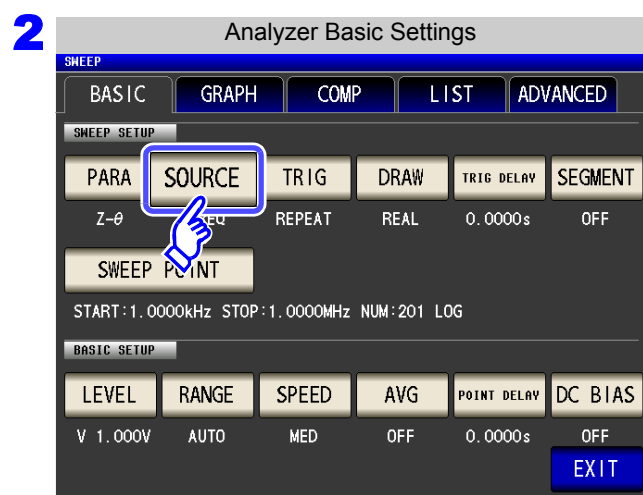 2
Analyzer Basic Settings
SWEEP
BASIC GRAPH COMP LIST ADVANCED
SWEEP SETUP
PARA SOURCE TRIG DRAW TRIG DELAY SEGMENT
Z-θ REPEAT REAL 0.0000s OFF
SWEEP POINT
START:1.0000kHz STOP:1.0000MHz NUM:201 LOG
BASIC SETUP
LEVEL RANGE SPEED AVG POINT DELAY DC BIAS
V 1.000V AUTO MED OFF 0.0000s OFF
EXIT